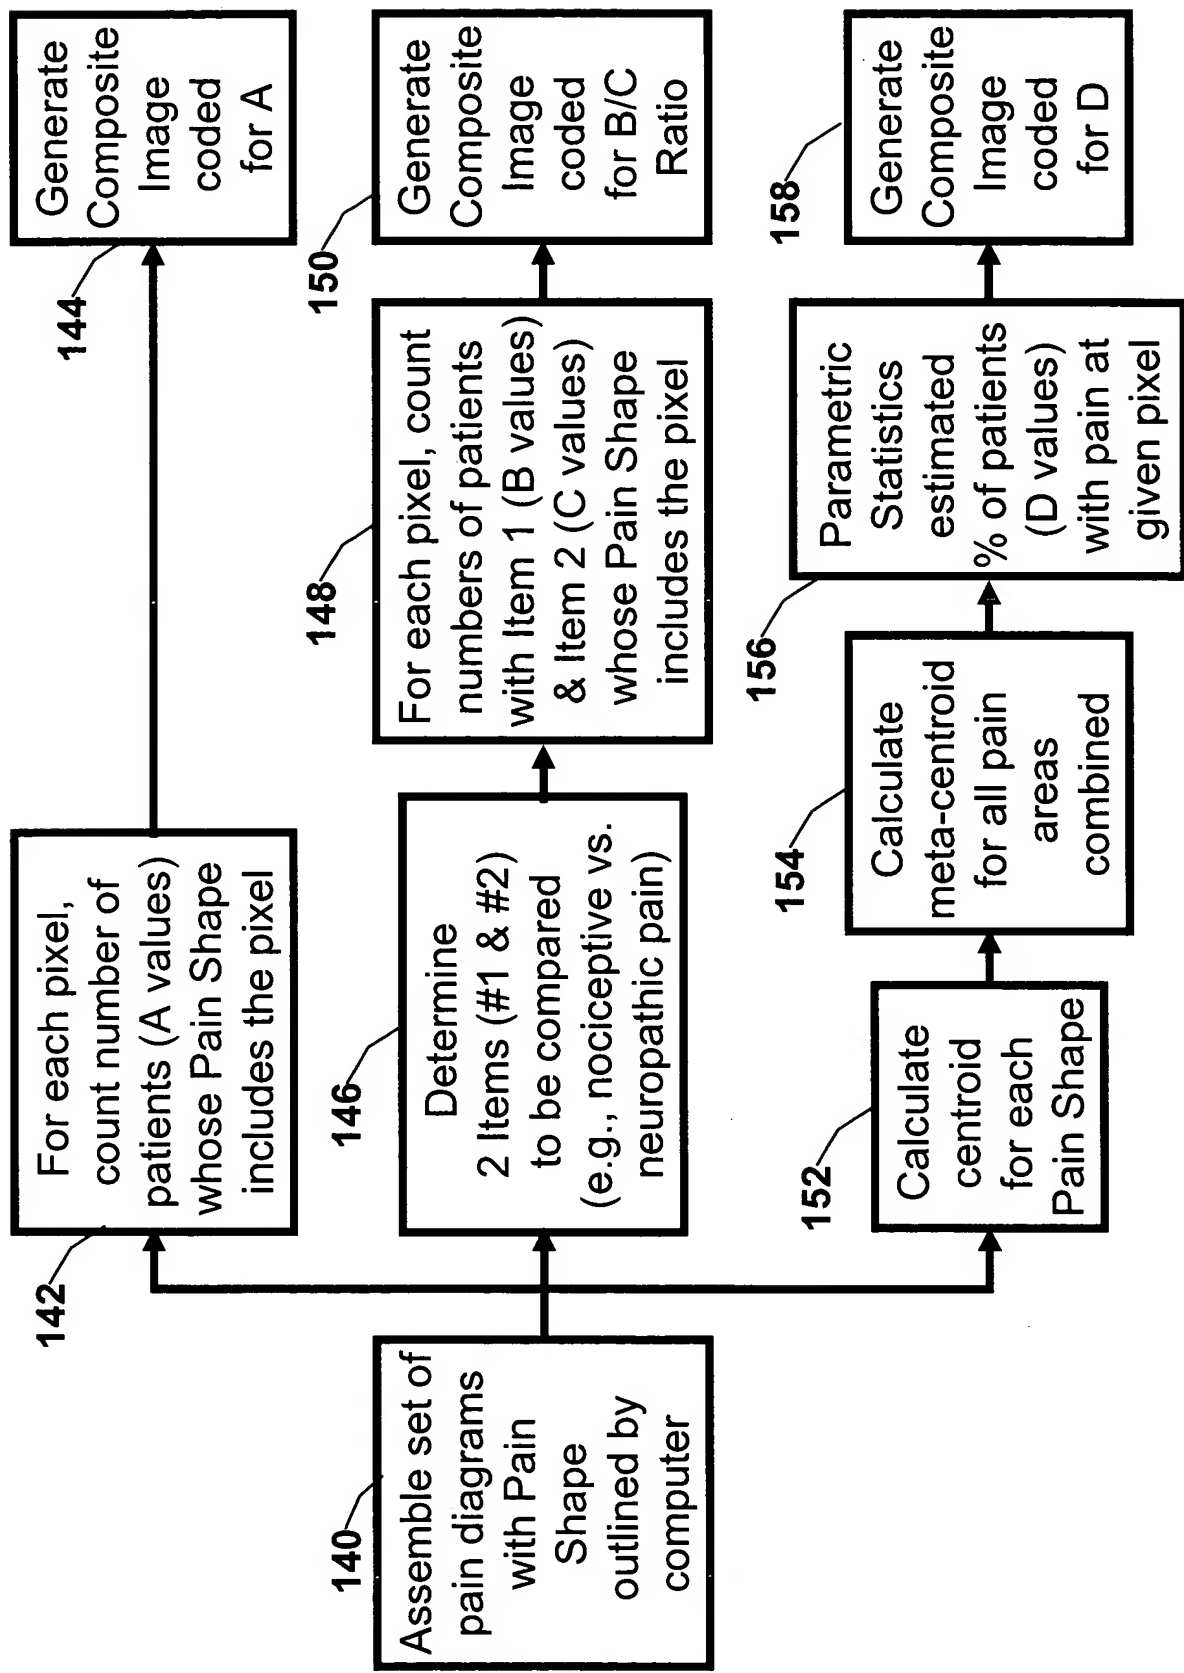 140
Assemble set of
pain diagrams
with Pain
Shape
outlined by
computer
142
For each pixel,
count number of
patients (A values)
whose Pain Shape
includes the pixel
144
Generate
Composite
Image
coded
for A
146
Determine
2 Items (#1 & #2)
to be compared
(e.g., nociceptive vs.
neuropathic pain)
148
For each pixel, count
numbers of patients
with Item 1 (B values)
& Item 2 (C values)
whose Pain Shape
includes the pixel
150
Generate
Composite
Image
coded
for B/C
Ratio
152
Calculate
centroid
for each
Pain Shape
154
Calculate
meta-centroid
for all pain
areas
combined
156
Parametric
Statistics
estimated
% of patients
(D values)
with pain at
given pixel
158
Generate
Composite
Image
coded
for D